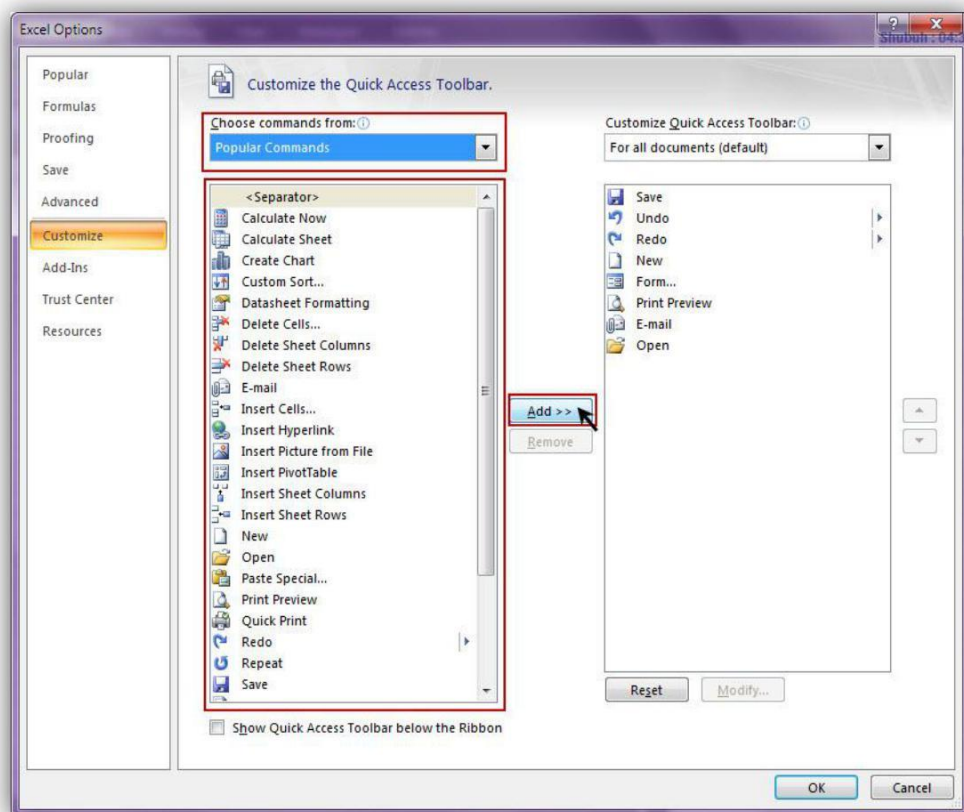 Excel Options
Shubuh : 04:3
Popular
Formulas
Proofing
Save
Advanced
Customize
Add-Ins
Trust Center
Resources
Customize the Quick Access Toolbar.
Choose commands from:
Popular Commands
<Separator>
Calculate Now
Calculate Sheet
Create Chart
Custom Sort...
Datasheet Formatting
Delete Cells...
Delete Sheet Columns
Delete Sheet Rows
E-mail
Insert Cells...
Insert Hyperlink
Insert Picture from File
Insert PivotTable
Insert Sheet Columns
Insert Sheet Rows
New
Open
Paste Special...
Print Preview
Quick Print
Redo
Repeat
Save
Show Quick Access Toolbar below the Ribbon
Add >>
Remove
Customize Quick Access Toolbar:
For all documents (default)
Save
Undo
Redo
New
Form...
Print Preview
E-mail
Open
Reset
Modify...
OK
Cancel